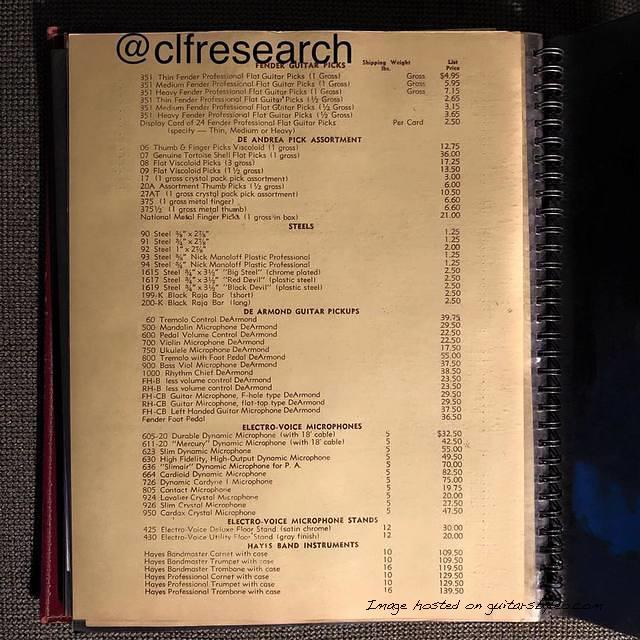 @clfresearch
FENDER GUITAR PICKS Shipping Weight lbs. List Price
351 Thin Fender Professional Flat Guitar Picks (1 Gross) Gross $4.95
351 Medium Fender Professional Flat Guitar Picks (1 Gross) Gross 5.95
351 Heavy Fender Professional Flat Guitar Picks (1 Gross) Gross 7.15
351 Thin Fender Professional Flat Guitar Picks (½ Gross) 2.65
351 Medium Fender Professional Flat Guitar Picks (½ Gross) 3.15
351 Heavy Fender Professional Flat Guitar Picks (½ Gross) 3.65
Display Card of 24 Fender Professional Flat Guitar Picks Per Card 2.50
(specify — Thin, Medium or Heavy)
DE ANDREA PICK ASSORTMENT
06 Thumb & Finger Picks Viscoloid (1 gross) 12.75
07 Genuine Tortoise Shell Flat Picks (1 gross) 36.00
08 Flat Viscoloid Picks (3 gross) 17.25
09 Flat Viscoloid Picks (1½ gross) 13.50
17 (1 gross crystal pack pick assortment) 3.00
20A Assortment Thumb Picks (½ gross) 6.00
27AT (1 gross crystal pack pick assortment) 10.50
375 (1 gross metal finger) 6.60
375½ (1 gross metal thumb) 6.60
National Metal Finger Picks (1 gross in box) 21.00
STEELS
90 Steel ⅝" x 2⅞" 1.25
91 Steel ¾" x 2⅞" 1.25
92 Steel 1" x 2⅞" 2.00
93 Steel ⅝" Nick Manoloff Plastic Professional 1.25
94 Steel ¾" Nick Manoloff Plastic Professional 1.25
1615 Steel ¾" x 3½" "Big Steel" (chrome plated) 2.50
1617 Steel ¾" x 3½" "Red Devil" (plastic steel) 2.50
1619 Steel ¾" x 3½" "Black Devil" (plastic steel) 2.50
199-K Black Raja Bar (short) 2.50
200-K Black Raja Bar (long) 2.50
DE ARMOND GUITAR PICKUPS
60 Tremolo Control DeArmond 39.75
500 Mandolin Microphone DeArmond 29.50
600 Pedal Volume Control DeArmond 22.50
700 Violin Microphone DeArmond 22.50
750 Ukulele Microphone DeArmond 17.50
800 Tremolo with Foot Pedal DeArmond 55.00
900 Bass Viol Microphone DeArmond 37.50
1000 Rhythm Chief DeArmond 38.50
FH-B less volume control DeArmond 23.50
RH-B less volume control DeArmond 23.50
FH-CB Guitar Microphone, F-hole type DeArmond 29.50
RH-CB Guitar Mircophone, flat-top type DeArmond 29.50
FH-CB Left Handed Guitar Microphone DeArmond 37.50
Fender Foot Pedal 36.50
ELECTRO-VOICE MICROPHONES
605-20 Durable Dynamic Microphone (with 18' cable) 5 $32.50
611-20 "Mercury" Dynamic Microphone (with 18' cable) 5 42.50
623 Slim Dynamic Microphone 5 55.00
630 High Fidelity, High-Output Dynamic Microphone 5 49.50
636 "Slimair" Dynamic Microphone for P. A. 5 70.00
664 Cardioid Dynamic Microphone 5 82.50
726 Dynamic Cardyne I Microphone 5 75.00
805 Contact Microphone 5 19.75
924 Lavalier Crystal Microphone 5 20.00
926 Slim Crystal Microphone 5 27.50
950 Cardax Crystal Microphone 5 47.50
ELECTRO-VOICE MICROPHONE STANDS
425 Electro-Voice Deluxe Floor Stand (satin chrome) 12 30.00
430 Electro-Voice Utility Floor Stand (gray finish) 12 20.00
HAYES BAND INSTRUMENTS
Hayes Bandmaster Cornet with case 10 109.50
Hayes Bandmaster Trumpet with case 10 109.50
Hayes Bandmaster Trombone with case 16 119.50
Hayes Professional Cornet with case 10 129.50
Hayes Professional Trumpet with case 10 129.50
Hayes Professional Trombone with case 16 139.50
Image hosted on